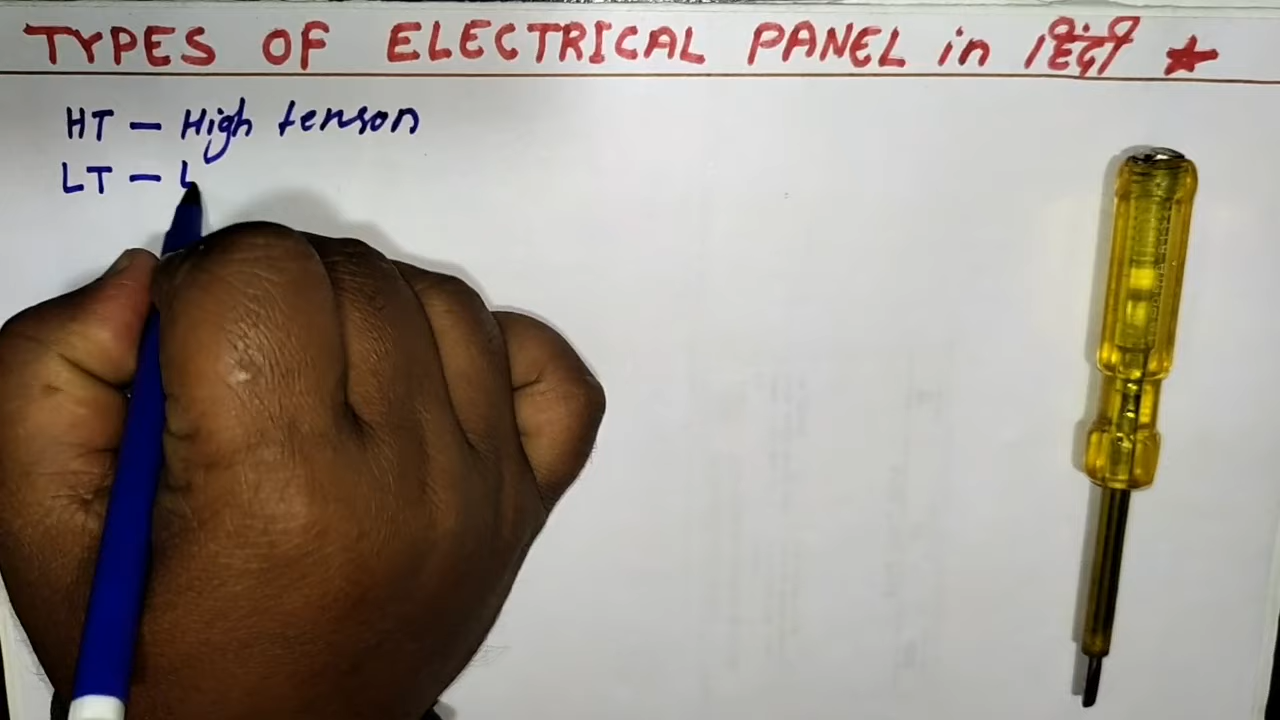 TYPES OF ELECTRICAL PANEL in हिंदी
HT - High tenson
LT - L